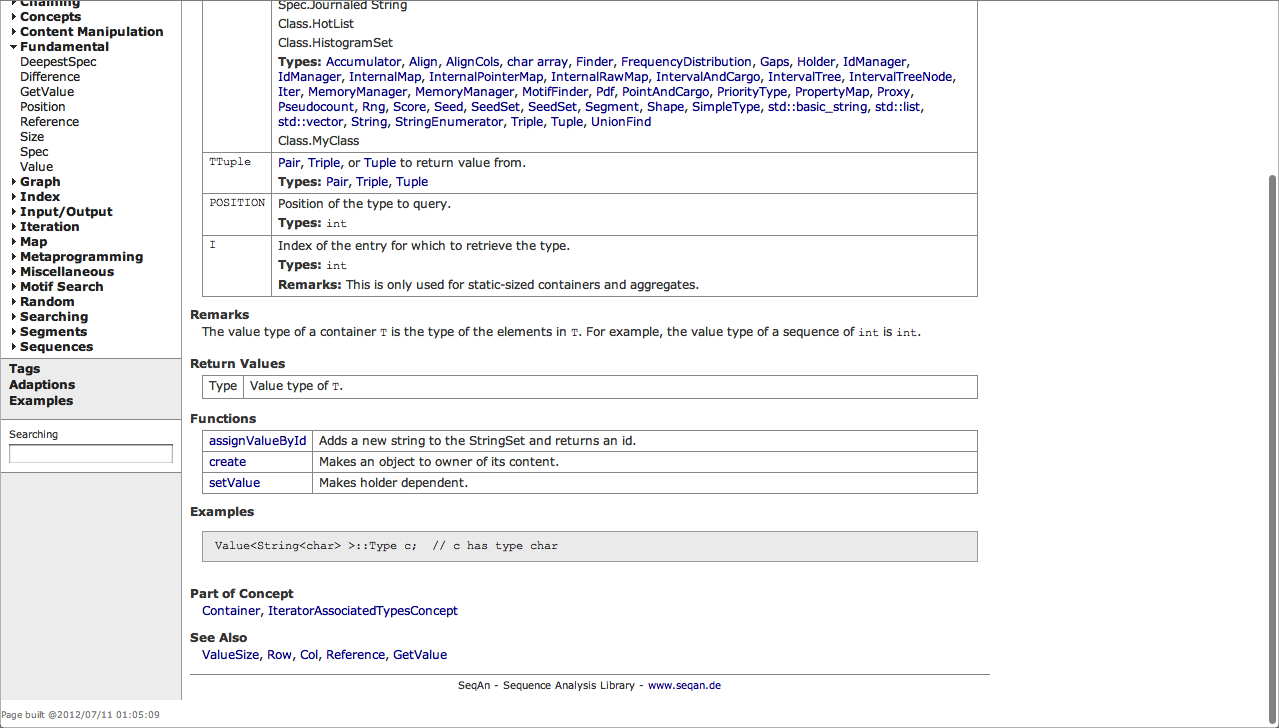 Chaining
Concepts
Content Manipulation
Fundamental
DeepestSpec
Difference
GetValue
Position
Reference
Size
Spec
Value
Graph
Index
Input/Output
Iteration
Map
Metaprogramming
Miscellaneous
Motif Search
Random
Searching
Segments
Sequences
Tags
Adaptions
Examples
Searching
Spec.Journaled String
Class.HotList
Class.HistogramSet
Types: Accumulator, Align, AlignCols, char array, Finder, FrequencyDistribution, Gaps, Holder, IdManager,
IdManager, InternalMap, InternalPointerMap, InternalRawMap, IntervalAndCargo, IntervalTree, IntervalTreeNode,
Iter, MemoryManager, MemoryManager, MotifFinder, Pdf, PointAndCargo, PriorityType, PropertyMap, Proxy,
Pseudocount, Rng, Score, Seed, SeedSet, SeedSet, Segment, Shape, SimpleType, std::basic_string, std::list,
std::vector, String, StringEnumerator, Triple, Tuple, UnionFind
Class.MyClass
TTuple Pair, Triple, or Tuple to return value from.
Types: Pair, Triple, Tuple
POSITION Position of the type to query.
Types: int
I Index of the entry for which to retrieve the type.
Types: int
Remarks: This is only used for static-sized containers and aggregates.
Remarks
The value type of a container T is the type of the elements in T. For example, the value type of a sequence of int is int.
Return Values
Type Value type of T.
Functions
assignValueById Adds a new string to the StringSet and returns an id.
create Makes an object to owner of its content.
setValue Makes holder dependent.
Examples
Value<String<char> >::Type c;  // c has type char
Part of Concept
Container, IteratorAssociatedTypesConcept
See Also
ValueSize, Row, Col, Reference, GetValue
SeqAn - Sequence Analysis Library - www.seqan.de
Page built @2012/07/11 01:05:09